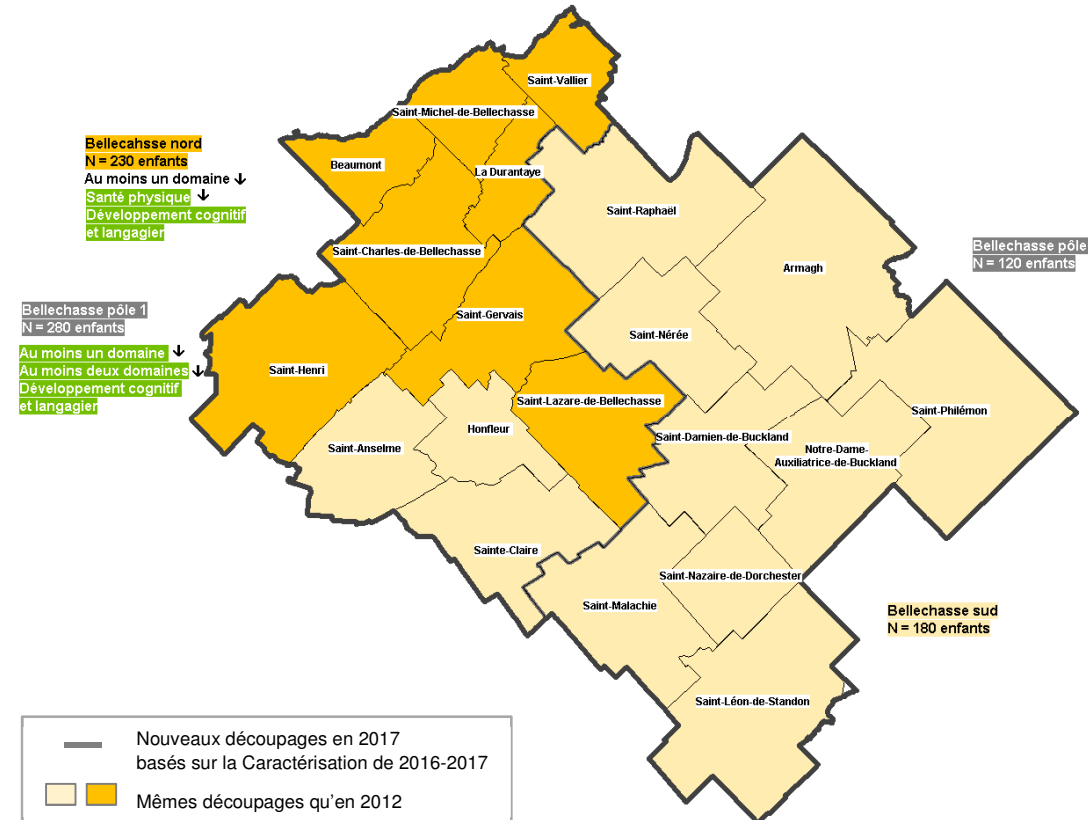 Saint-Vallier
Saint-Michel-de-Bellechasse
Bellecahsse nord
N = 230 enfants
Au moins un domaine ↓
Santé physique ↓
Développement cognitif
et langagier
Beaumont
La Durantaye
Saint-Raphaël
Saint-Charles-de-Bellechasse
Armagh
Bellechasse pôle
N = 120 enfants
Bellechasse pôle 1
N = 280 enfants
Au moins un domaine ↓
Au moins deux domaines ↓
Développement cognitif
et langagier
Saint-Gervais
Saint-Nérée
Saint-Henri
Saint-Lazare-de-Bellechasse
Saint-Philémon
Honfleur
Saint-Anselme
Saint-Damien-de-Buckland
Notre-Dame-
Auxiliatrice-de-Buckland
Sainte-Claire
Saint-Nazaire-de-Dorchester
Saint-Malachie
Bellechasse sud
N = 180 enfants
Saint-Léon-de-Standon
Nouveaux découpages en 2017
basés sur la Caractérisation de 2016-2017
Mêmes découpages qu'en 2012